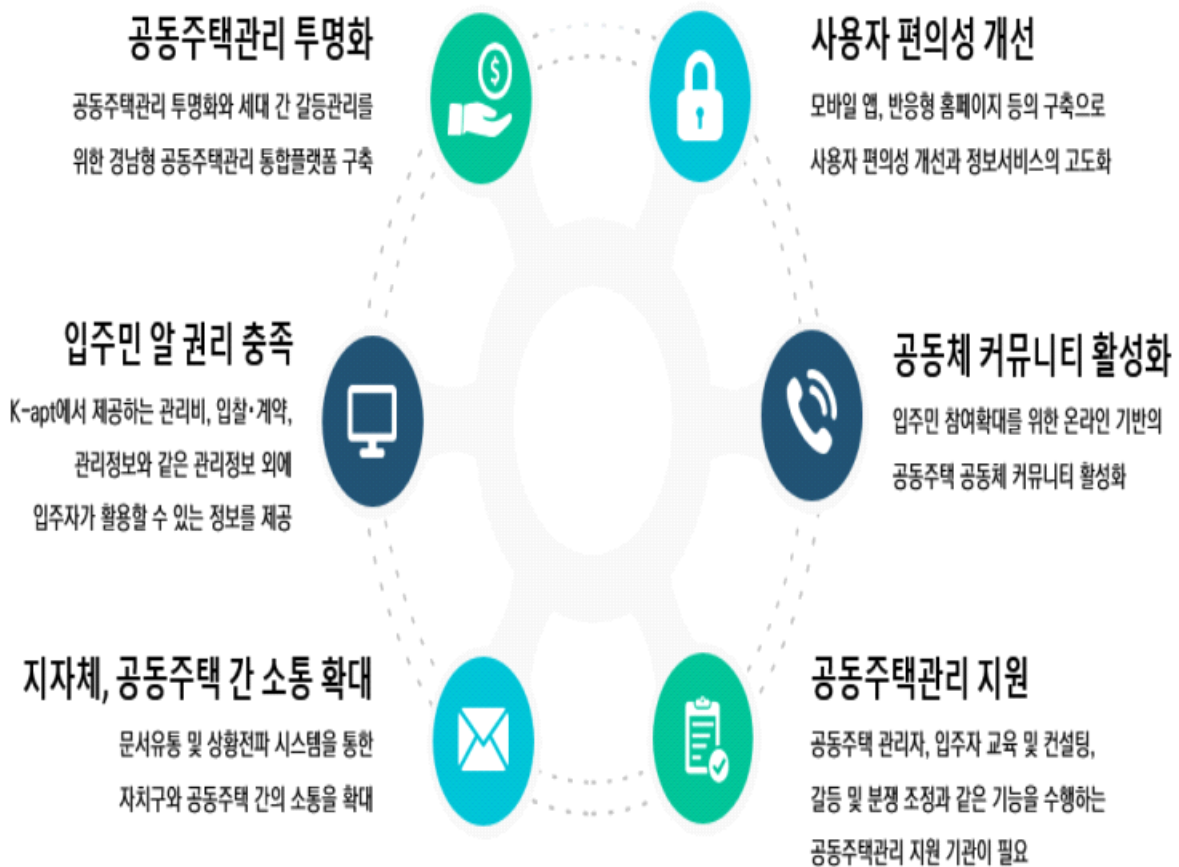 공동주택관리 투명화
공동주택관리 투명화와 세대 간 갈등관리를
위한 경남형 공동주택관리 통합플랫폼 구축
사용자 편의성 개선
모바일 앱, 반응형 홈페이지 등의 구축으로
사용자 편의성 개선과 정보서비스의 고도화
입주민 알 권리 충족
K-apt에서 제공하는 관리비, 입찰·계약,
관리정보와 같은 관리정보 외에
입주자가 활용할 수 있는 정보를 제공
공동체 커뮤니티 활성화
입주민 참여확대를 위한 온라인 기반의
공동주택 공동체 커뮤니티 활성화
지자체, 공동주택 간 소통 확대
문서유통 및 상황전파 시스템을 통한
자치구와 공동주택 간의 소통을 확대
공동주택관리 지원
공동주택 관리자, 입주자 교육 및 컨설팅,
갈등 및 분쟁 조정과 같은 기능을 수행하는
공동주택관리 지원 기관이 필요